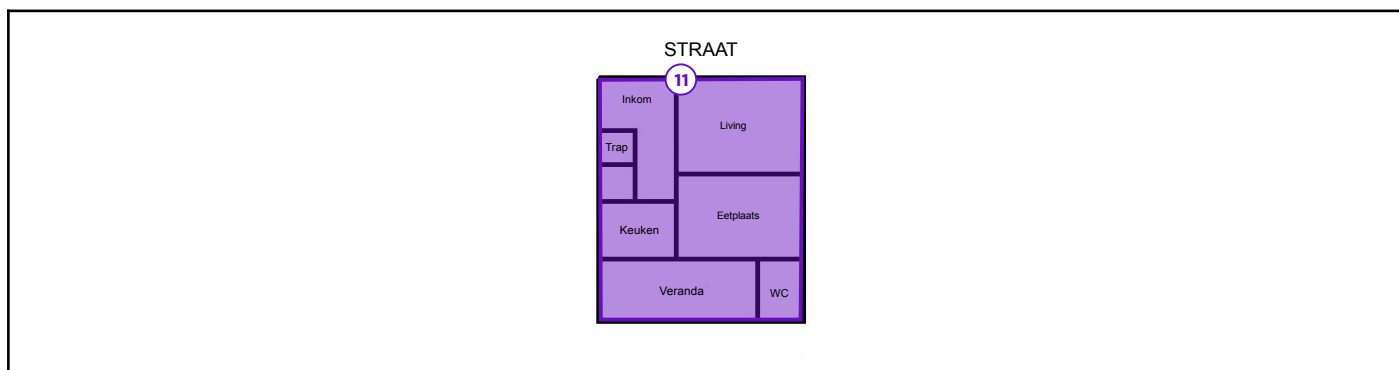 STRAAT
11
Inkom
Living
Trap
Eetplaats
Keuken
Veranda
WC